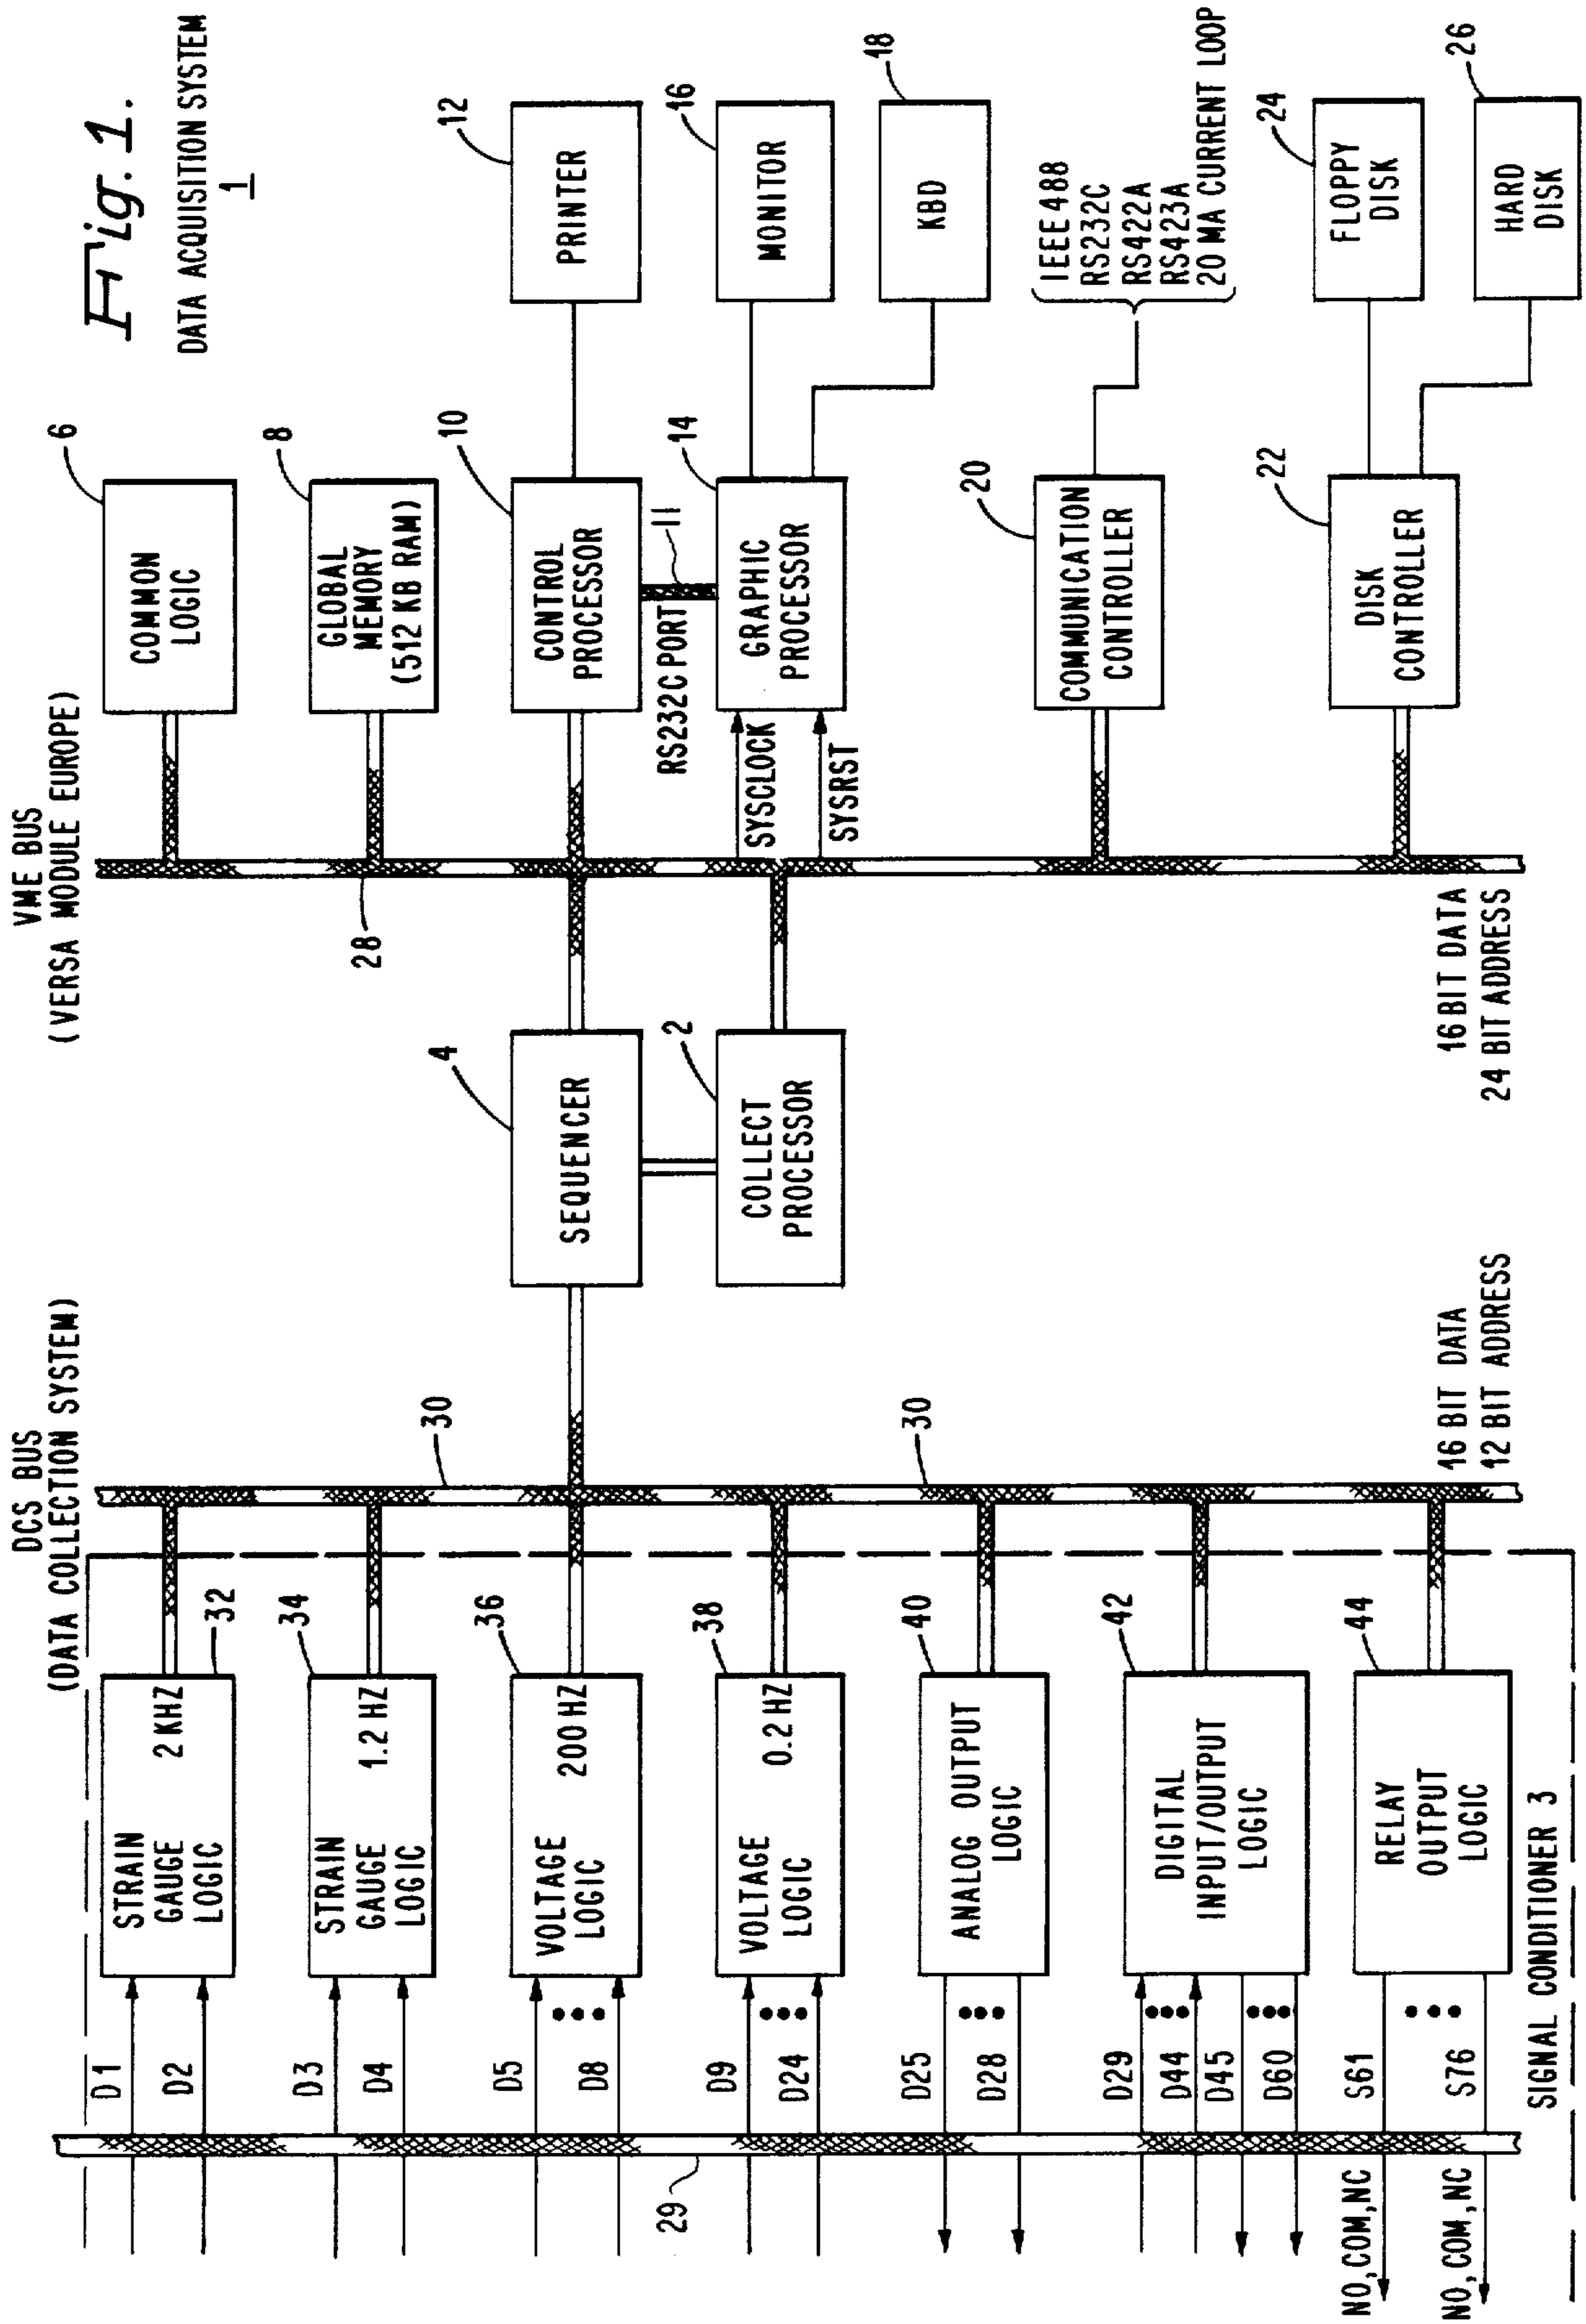 Fig. 1.
DATA ACQUISITION SYSTEM
1
DCS BUS
(DATA COLLECTION SYSTEM)
VME BUS
(VERSA MODULE EUROPE)
D1
D2
STRAIN
GAUGE
LOGIC
2 KHZ
32
D3
D4
STRAIN
GAUGE
LOGIC
1.2 HZ
34
D5
D8
VOLTAGE
LOGIC
200 HZ
36
D9
D24
VOLTAGE
LOGIC
0.2 HZ
38
D25
D28
ANALOG OUTPUT
LOGIC
40
D29
D44
D45
D60
DIGITAL
INPUT/OUTPUT
LOGIC
42
NO, COM, NC
S61
NO, COM, NC
S76
RELAY
OUTPUT
LOGIC
44
29
SIGNAL CONDITIONER 3
30
30
16 BIT DATA
12 BIT ADDRESS
SEQUENCER
4
COLLECT
PROCESSOR
2
28
16 BIT DATA
24 BIT ADDRESS
COMMON
LOGIC
6
GLOBAL
MEMORY
(512 KB RAM)
8
CONTROL
PROCESSOR
10
PRINTER
12
RS232C PORT
11
SYSCLOCK
SYSRST
GRAPHIC
PROCESSOR
14
MONITOR
16
KBD
18
COMMUNICATION
CONTROLLER
20
IEEE 488
RS232C
RS422A
RS423A
20 MA CURRENT LOOP
DISK
CONTROLLER
22
FLOPPY
DISK
24
HARD
DISK
26